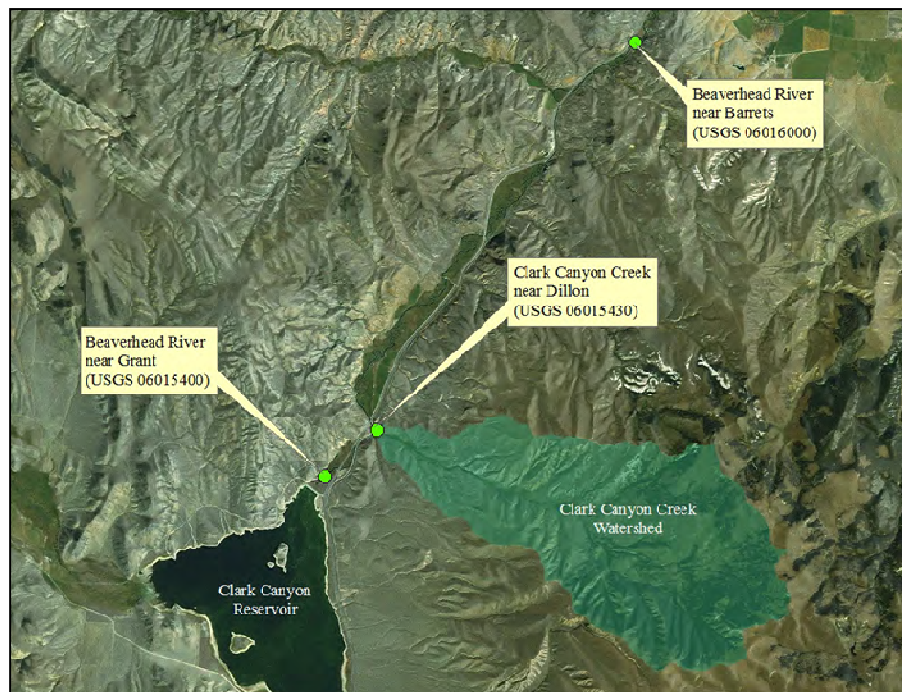 Beaverhead River
near Barrets
(USGS 06016000)
Clark Canyon Creek
near Dillon
(USGS 06015430)
Beaverhead River
near Grant
(USGS 06015400)
Clark Canyon Creek
Watershed
Clark Canyon
Reservoir